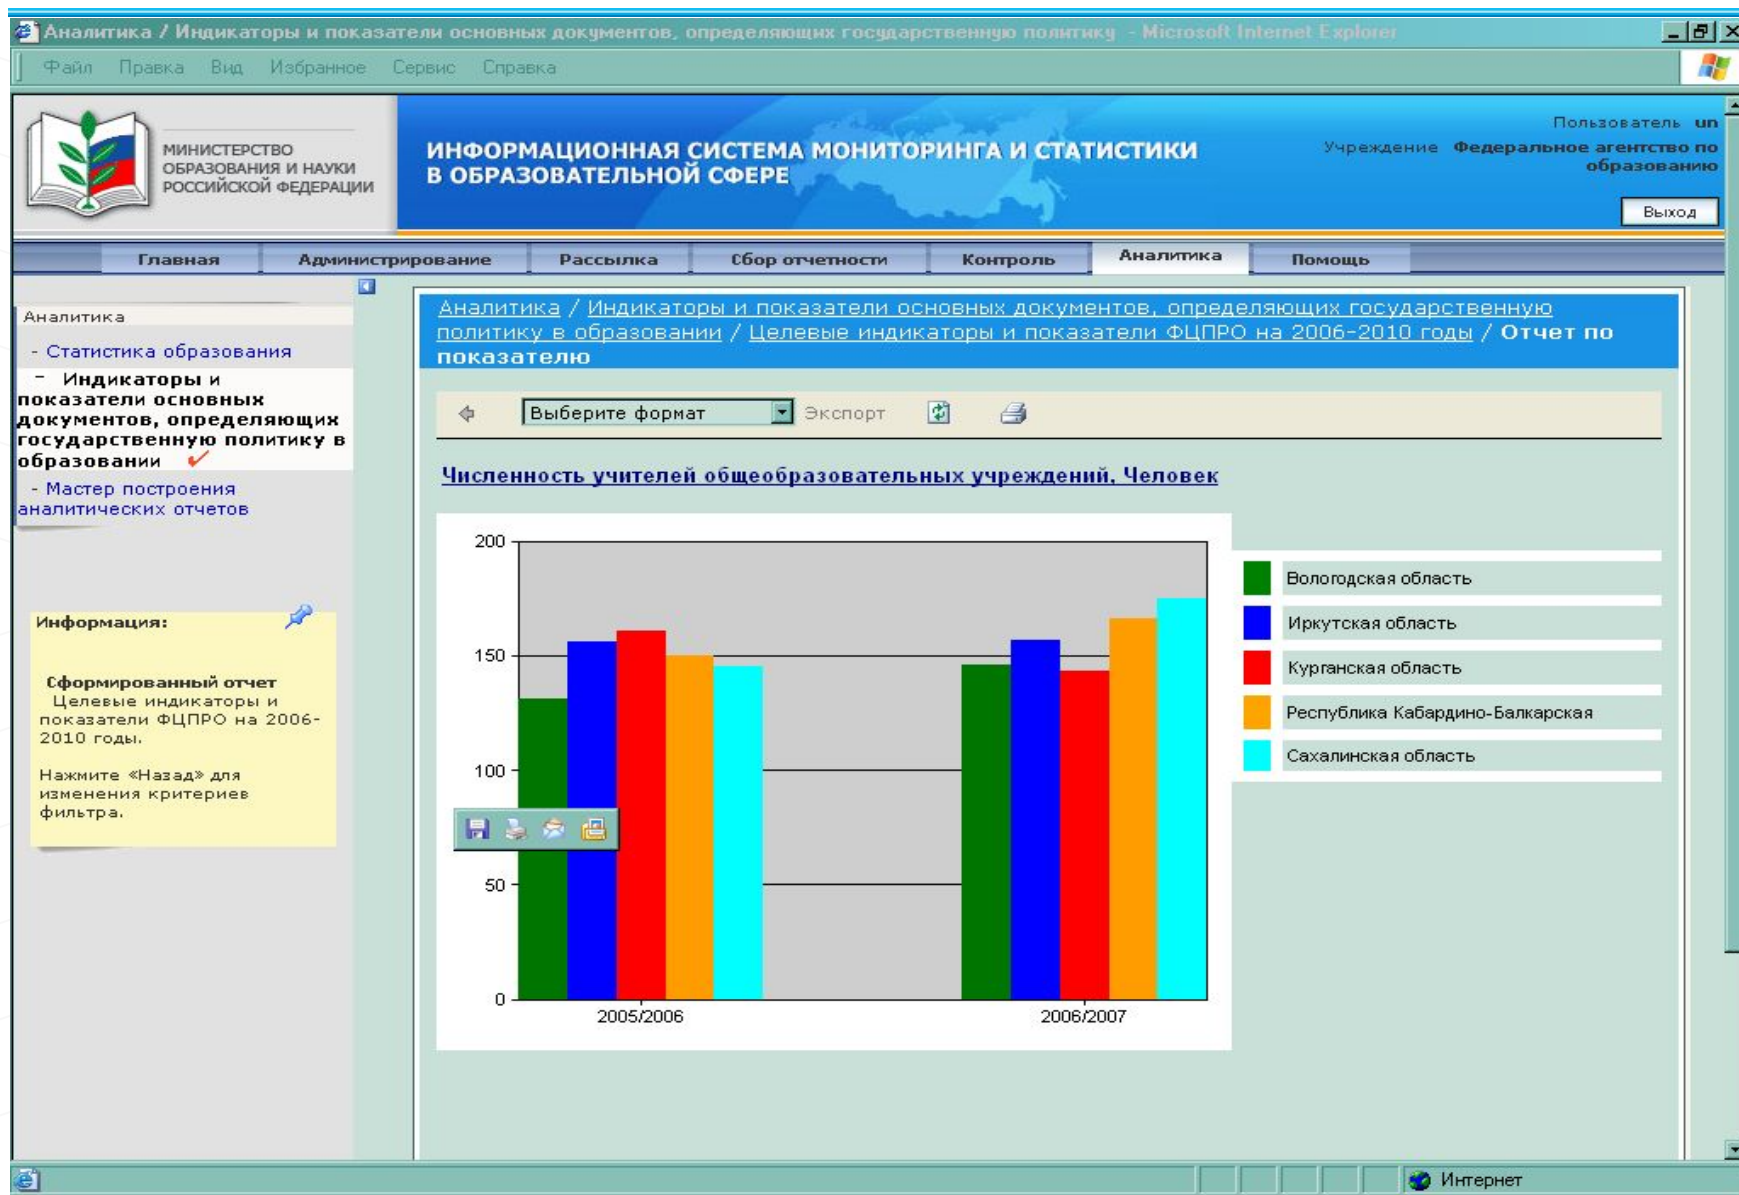 Аналитика / Индикаторы и показатели основных документов, определяющих государственную политику - Microsoft Internet Explorer
Файл Правка Вид Избранное Сервис Справка
МИНИСТЕРСТВО
ОБРАЗОВАНИЯ И НАУКИ
РОССИЙСКОЙ ФЕДЕРАЦИИ
ИНФОРМАЦИОННАЯ СИСТЕМА МОНИТОРИНГА И СТАТИСТИКИ
В ОБРАЗОВАТЕЛЬНОЙ СФЕРЕ
Пользователь un
Учреждение Федеральное агентство по
образованию
Выход
Главная Администрирование Рассылка Сбор отчетности Контроль Аналитика Помощь
Аналитика
- Статистика образования
- Индикаторы и
показатели основных
документов, определяющих
государственную политику в
образовании
- Мастер построения
аналитических отчетов
Информация:
Сформированный отчет
Целевые индикаторы и
показатели ФЦПРО на 2006-
2010 годы.
Нажмите «Назад» для
изменения критериев
фильтра.
Аналитика / Индикаторы и показатели основных документов, определяющих государственную
политику в образовании / Целевые индикаторы и показатели ФЦПРО на 2006-2010 годы / Отчет по
показателю
Выберите формат Экспорт
Численность учителей общеобразовательных учреждений, Человек
200
150
100
50
0
2005/2006 2006/2007
Вологодская область
Иркутская область
Курганская область
Республика Кабардино-Балкарская
Сахалинская область
Интернет